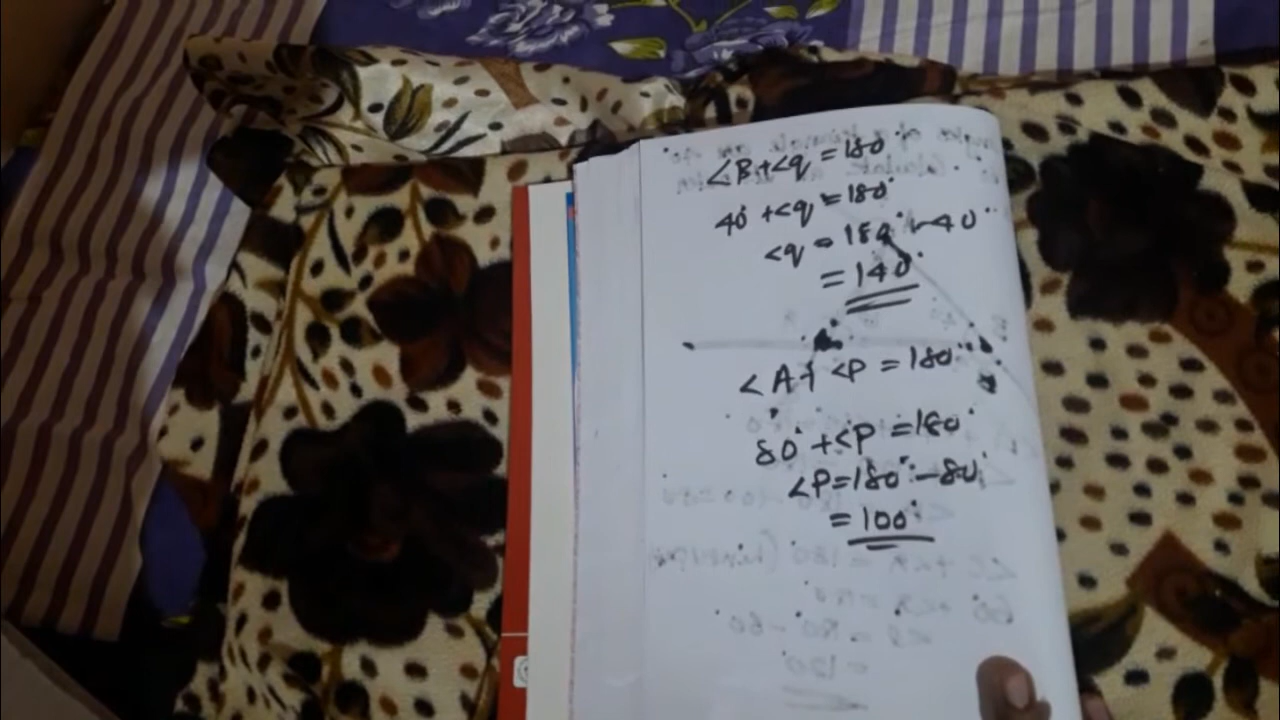 ∠B+<q = 180
40° +<q = 180°
<q = 180° - 40°
= 140°
<A+ <P = 180°
80° +<P = 180
<P=180° -80°
= 100°